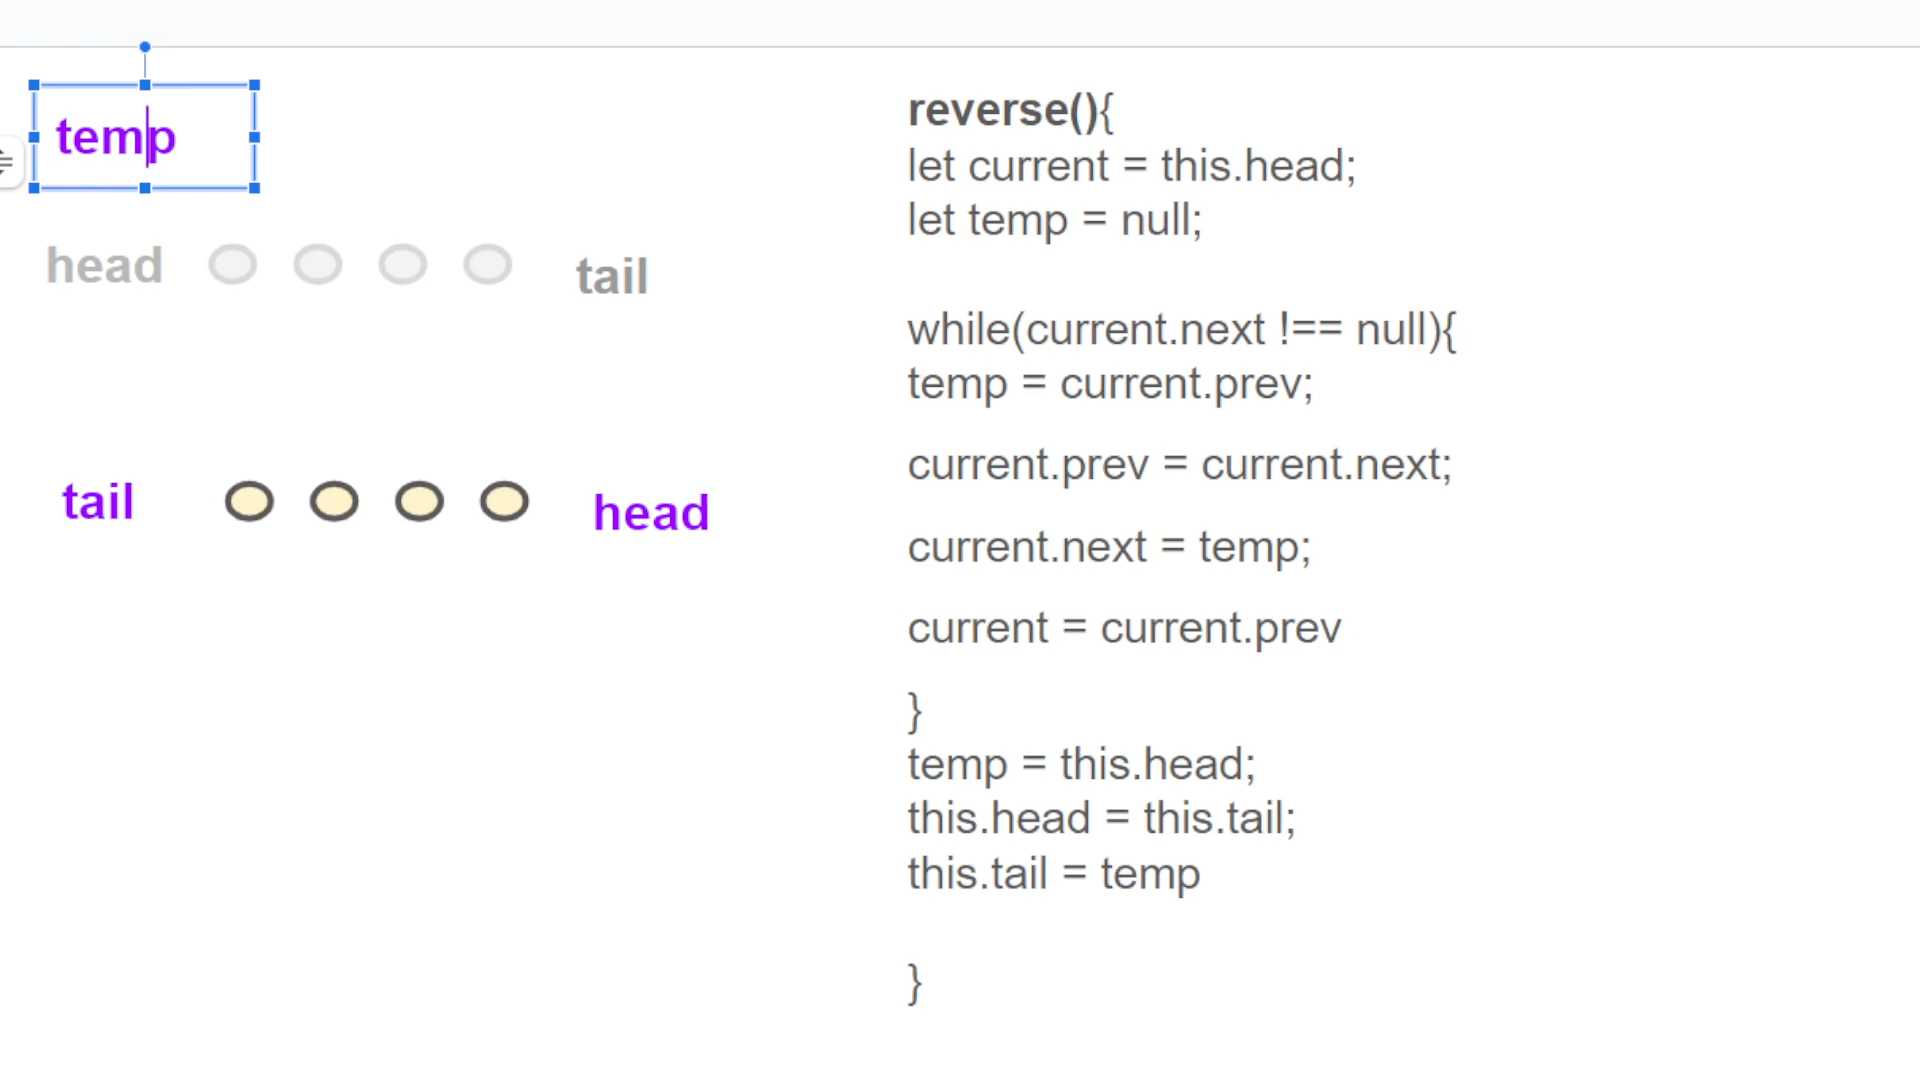 temp
head
tail
tail
head
reverse(){
let current = this.head;
let temp = null;
while(current.next !== null){
temp = current.prev;
current.prev = current.next;
current.next = temp;
current = current.prev
}
temp = this.head;
this.head = this.tail;
this.tail = temp
}